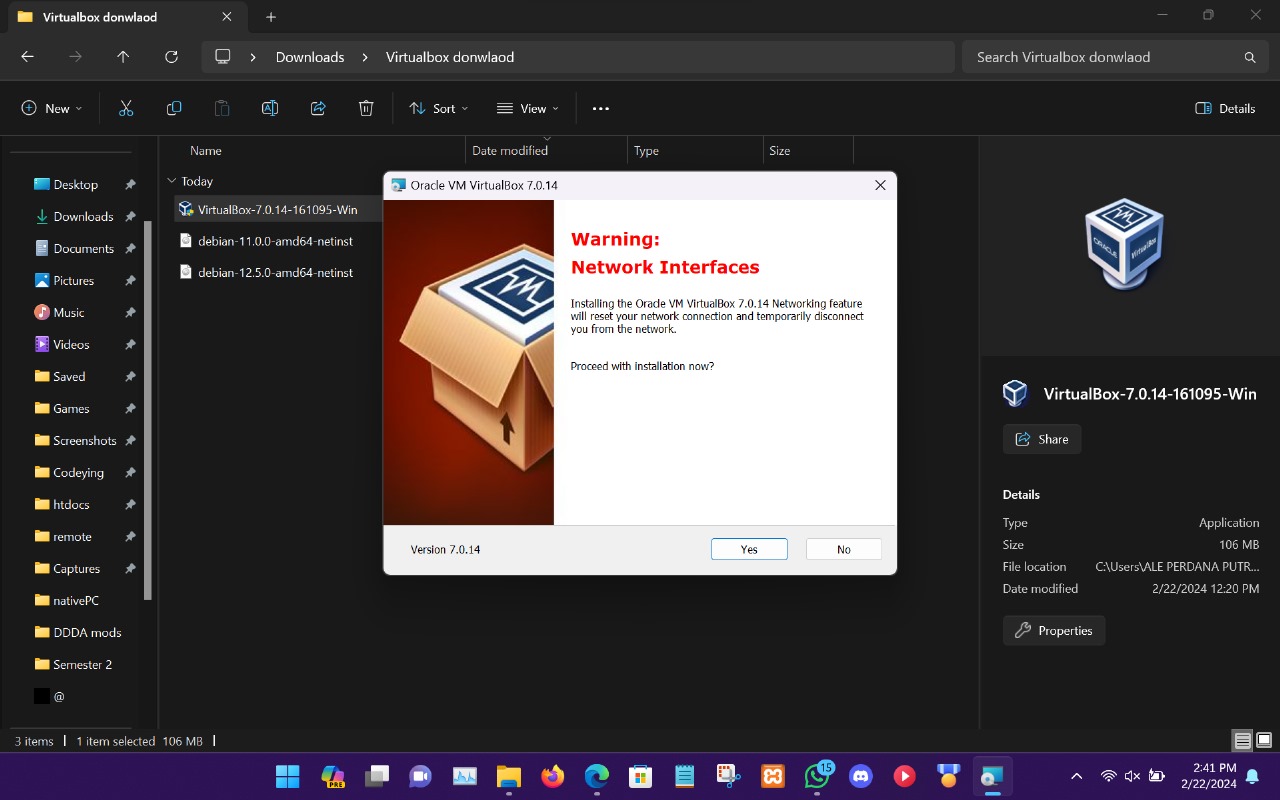 Virtualbox donwlaod
Downloads
Virtualbox donwlaod
Search Virtualbox donwlaod
New
Sort
View
Details
Name
Date modified
Type
Size
Today
VirtualBox-7.0.14-161095-Win
debian-11.0.0-amd64-netinst
debian-12.5.0-amd64-netinst
Desktop
Downloads
Documents
Pictures
Music
Videos
Saved
Games
Screenshots
Codeying
htdocs
remote
Captures
nativePC
DDDA mods
Semester 2
@
Oracle VM VirtualBox 7.0.14
Warning:
Network Interfaces
Installing the Oracle VM VirtualBox 7.0.14 Networking feature
will reset your network connection and temporarily disconnect
you from the network.
Proceed with installation now?
Version 7.0.14
Yes
No
ORACLE
VirtualBox
VirtualBox-7.0.14-161095-Win
Share
Details
Type
Application
Size
106 MB
File location
C:\Users\ALE PERDANA PUTR...
Date modified
2/22/2024 12:20 PM
Properties
3 items
1 item selected
106 MB
PRE
15
2:41 PM
2/22/2024